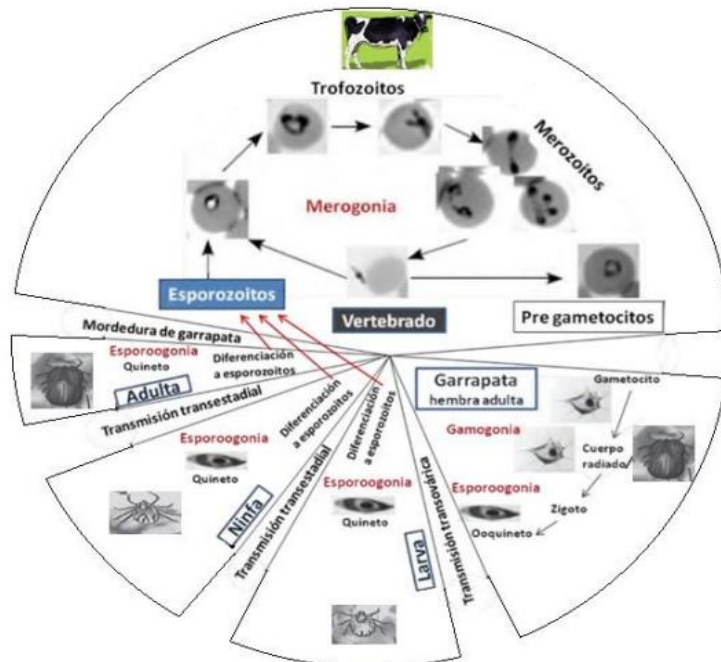 Trofozoitos
Merozoitos
Merogonia
Esporozoitos
Vertebrado
Pre gametocitos
Mordedura de garrapata
Esporoogonia
Quineto
Diferenciación
a esporozoitos
Adulta
Transmisión transestadial
Esporoogonia
Quineto
Diferenciación
a esporozoitos
Ninfa
Transmisión transestadial
Diferenciación
a esporozoitos
Esporoogonia
Quineto
Larva
Transmisión transovárica
Garrapata
hembra adulta
Gametocito
Gamogonia
Cuerpo
radiado
Esporoogonia
Zigoto
Ooquineto